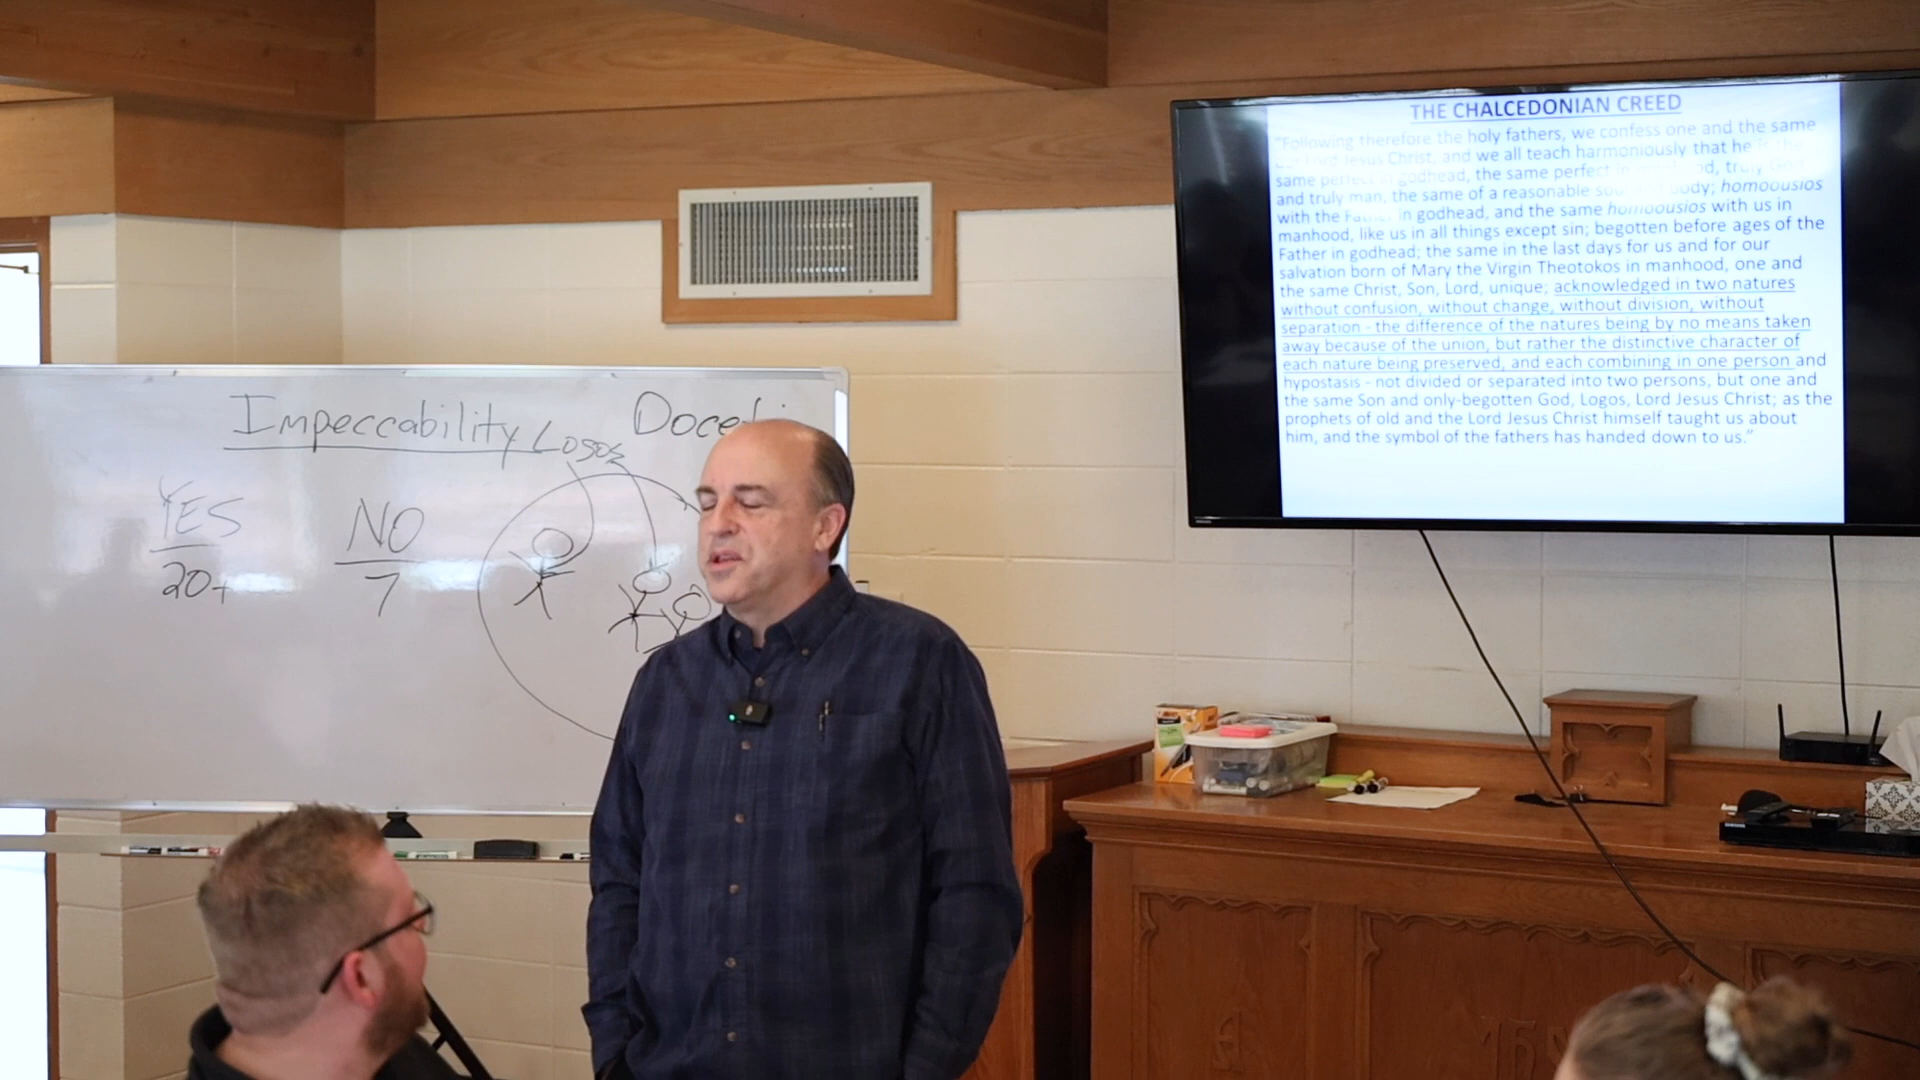 Impeccability
Logos
Doceti
YES
20+
NO
7
THE CHALCEDONIAN CREED
"Following therefore the holy fathers, we confess one and the same
our Lord Jesus Christ, and we all teach harmoniously that he is the
same perfect in godhead, the same perfect in manhood, truly God
and truly man, the same of a reasonable soul and body; homoousios
with the Father in godhead, and the same homoousios with us in
manhood, like us in all things except sin; begotten before ages of the
Father in godhead; the same in the last days for us and for our
salvation born of Mary the Virgin Theotokos in manhood, one and
the same Christ, Son, Lord, unique; acknowledged in two natures
without confusion, without change, without division, without
separation - the difference of the natures being by no means taken
away because of the union, but rather the distinctive character of
each nature being preserved, and each combining in one person and
hypostasis - not divided or separated into two persons, but one and
the same Son and only-begotten God, Logos, Lord Jesus Christ; as the
prophets of old and the Lord Jesus Christ himself taught us about
him, and the symbol of the fathers has handed down to us."